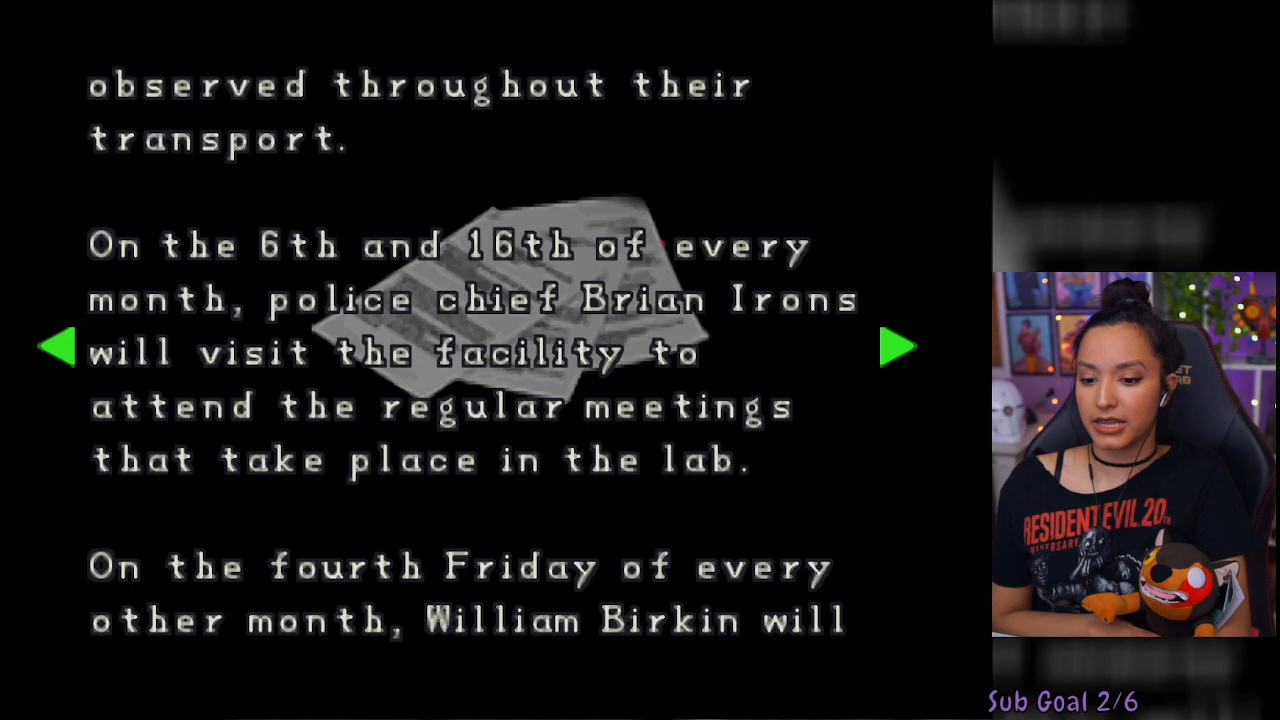 observed throughout their
transport.
On the 6th and 16th of every
month, police chief Brian Irons
will visit the facility to
attend the regular meetings
that take place in the lab.
On the fourth Friday of every
other month, William Birkin will
RESIDENT EVIL 20TH
ANNIVERSARY
Sub Goal 2/6